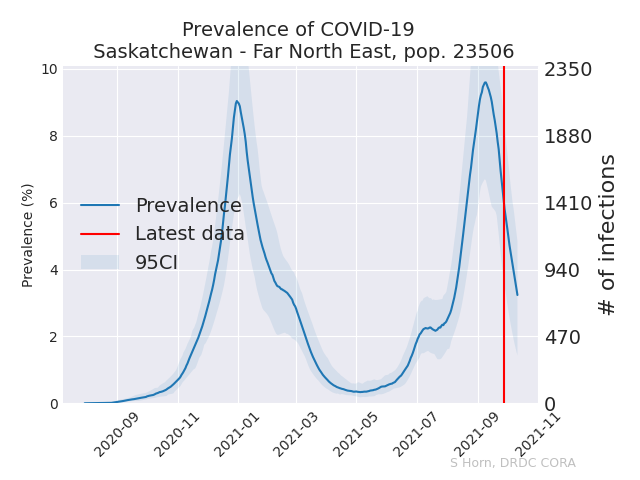 Prevalence of COVID-19
Saskatchewan - Far North East, pop. 23506
10
8
6
4
2
0
Prevalence (%)
2350
1880
1410
940
470
0
# of infections
Prevalence
Latest data
95CI
2020-09
2020-11
2021-01
2021-03
2021-05
2021-07
2021-09
2021-11
S Horn, DRDC CORA